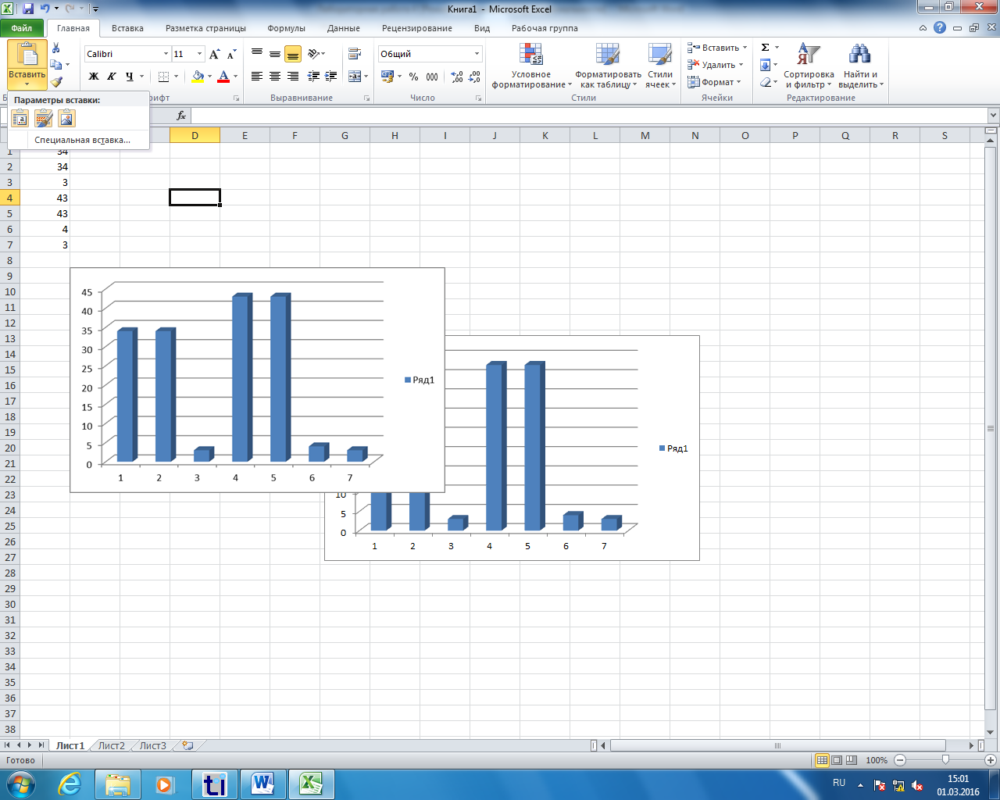 Книга1 - Microsoft Excel
Файл Главная Вставка Разметка страницы Формулы Данные Рецензирование Вид Рабочая группа
Вставить
Calibri 11
Ж К Ч
Общий
% 000
Условное форматирование
Форматировать как таблицу
Стили ячеек
Вставить
Удалить
Формат
Σ
Сортировка и фильтр
Найти и выделить
Выравнивание Число Стили Ячейки Редактирование
Параметры вставки:
Специальная вставка...
fx
D E F G H I J K L M N O P Q R S
1 34
2 34
3 3
4 43
5 43
6 4
7 3
8
9
10
11
12
13
14
15
16
17
18
19
20
21
22
23
24
25
26
27
28
29
30
31
32
33
34
35
36
37
38
45
40
35
30
25
20
15
10
5
0
1 2 3 4 5 6 7
Ряд1
10
5
0
1 2 3 4 5 6 7
Ряд1
Лист1 Лист2 Лист3
Готово 100%
RU 15:01
01.03.2016